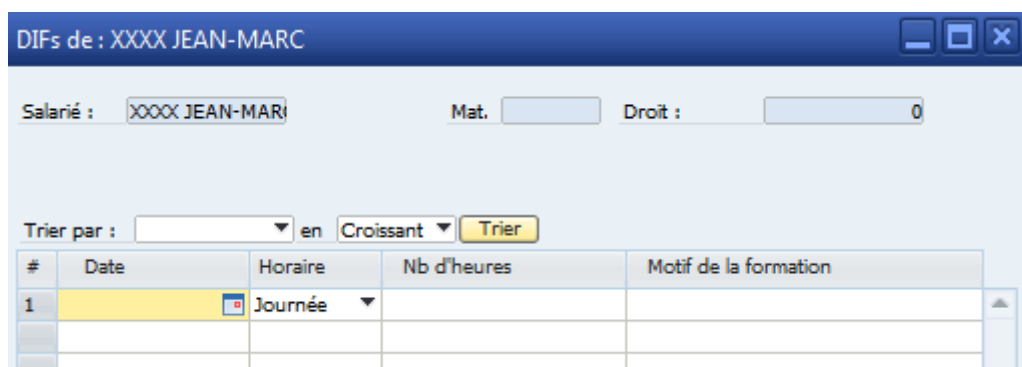 DIFs de : XXXX JEAN-MARC
Salarié : XXXX JEAN-MAR Mat. Droit : 0
Trier par : en Croissant Trier
# Date Horaire Nb d'heures Motif de la formation
1 Journée